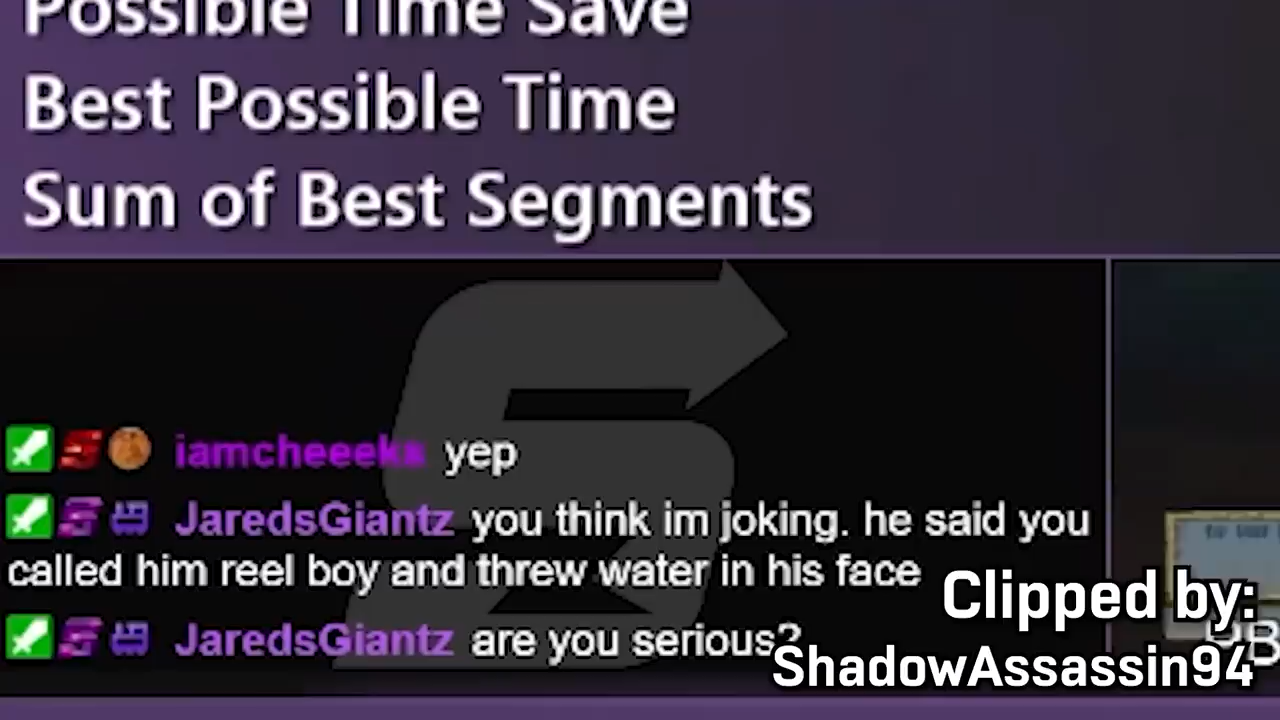 Possible Time Save
Best Possible Time
Sum of Best Segments
iamcheeeks yep
JaredsGiantz you think im joking. he said you
called him reel boy and threw water in his face
JaredsGiantz are you serious?
Clipped by:
ShadowAssassin94
PB